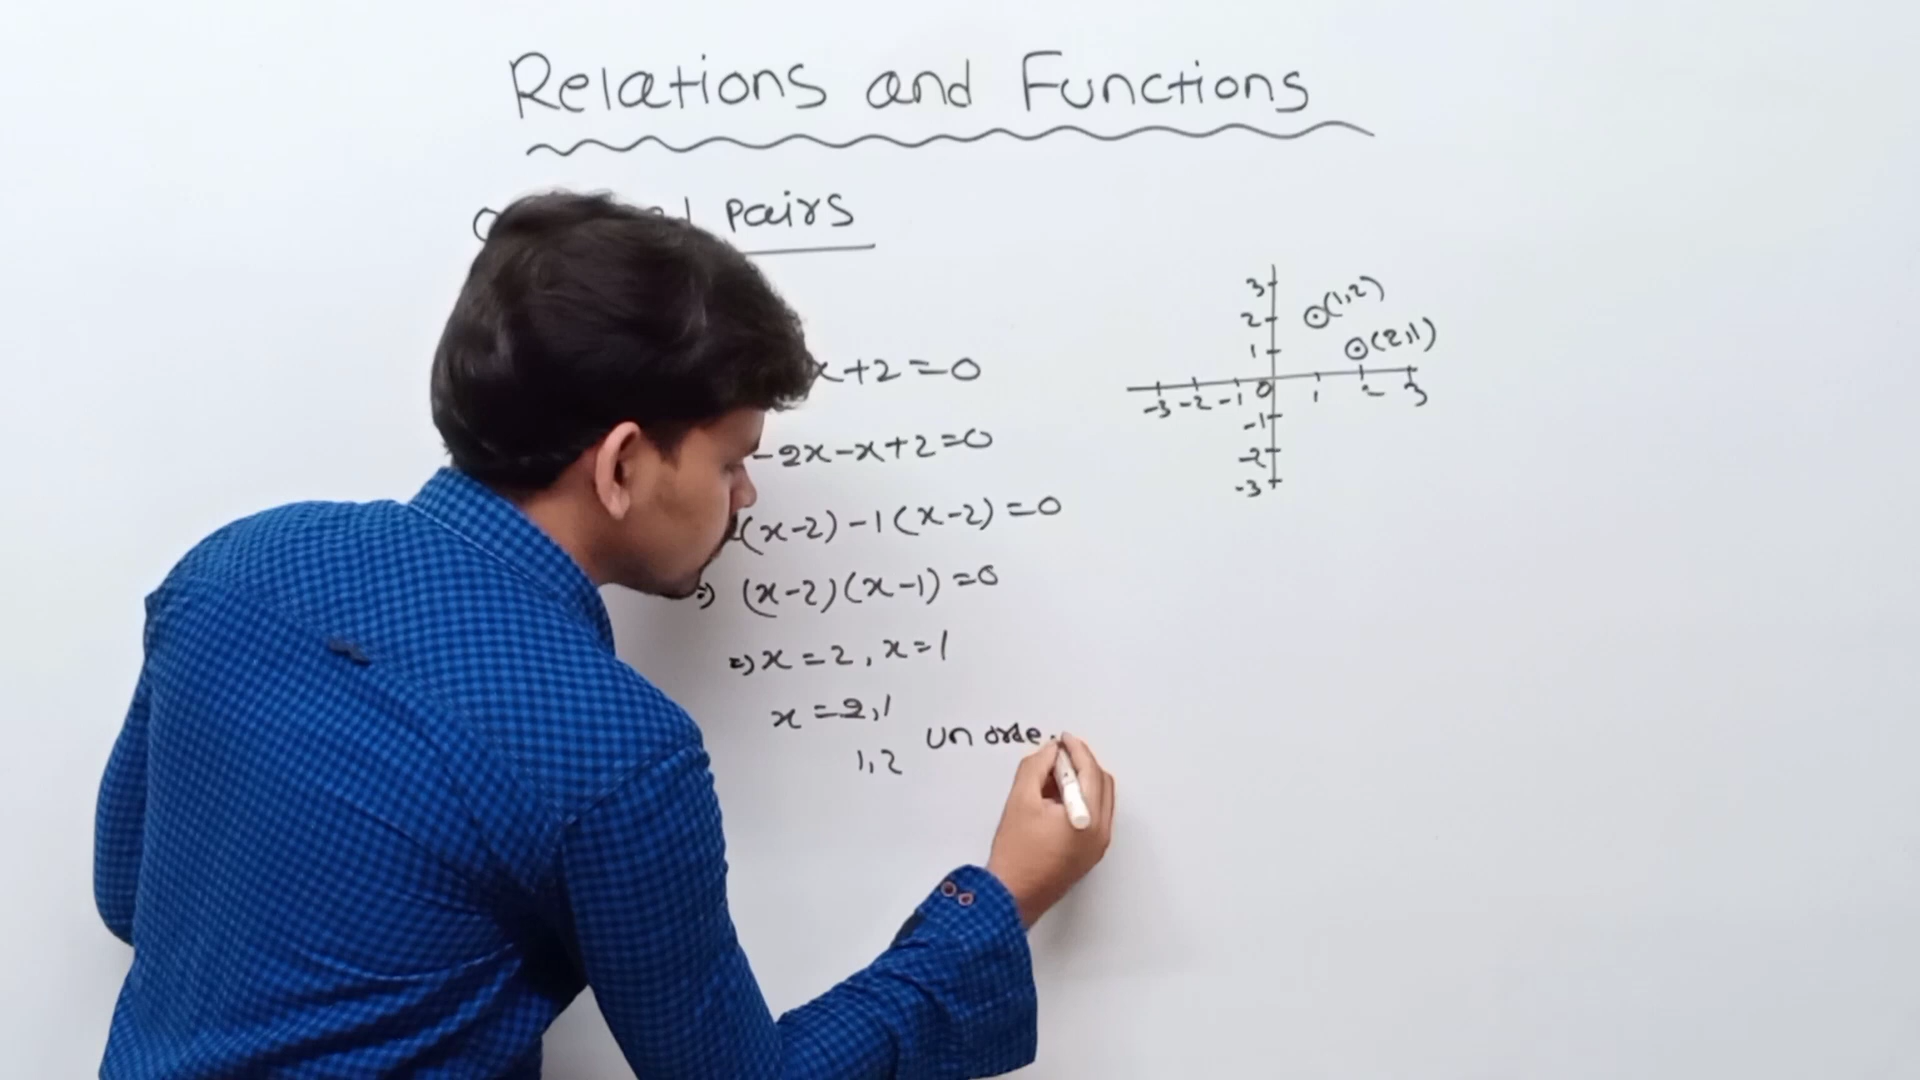 Relations and Functions
pairs
x+2=0
-2x-x+2=0
(x-2)-1(x-2)=0
⇒ (x-2)(x-1)=0
⇒ x=2, x=1
x=2,1
1,2
un orde
3
2
1
0
-1
-2
-3
-3 -2 -1
1 2 3
(1,2)
(2,1)